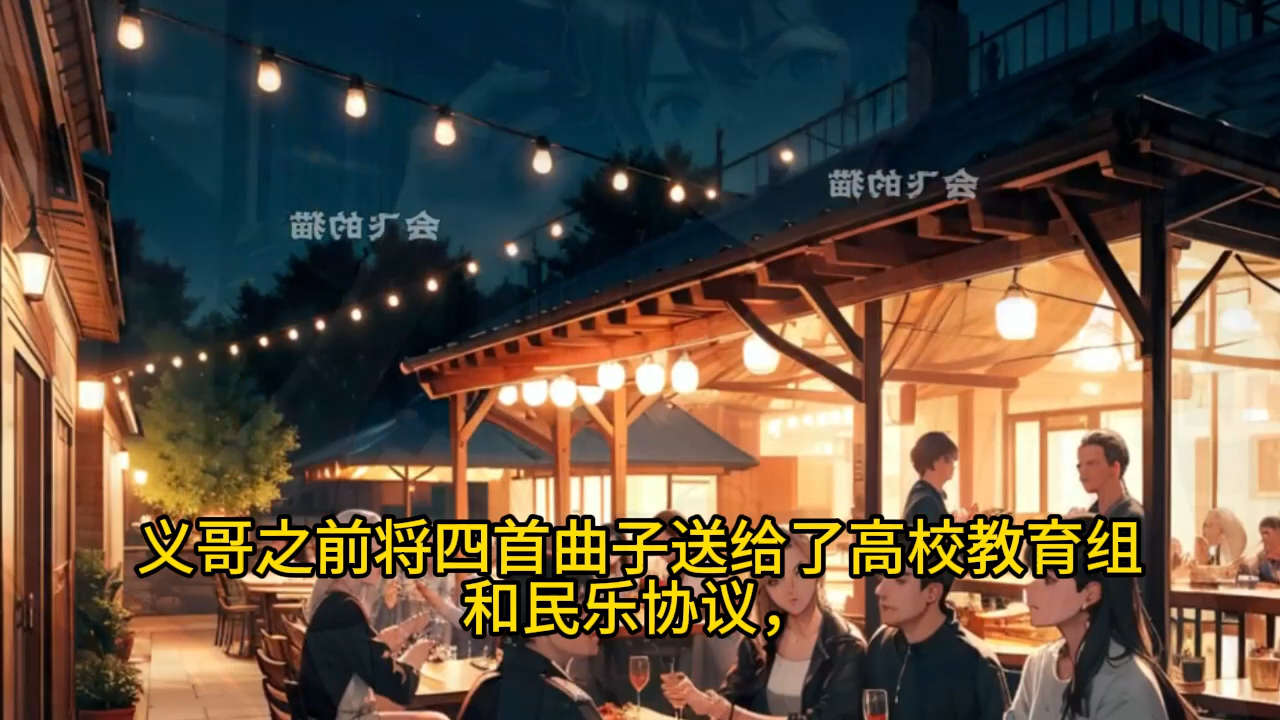 会飞的猫
会飞的猫
义哥之前将四首曲子送给了高校教育组
和民乐协议，